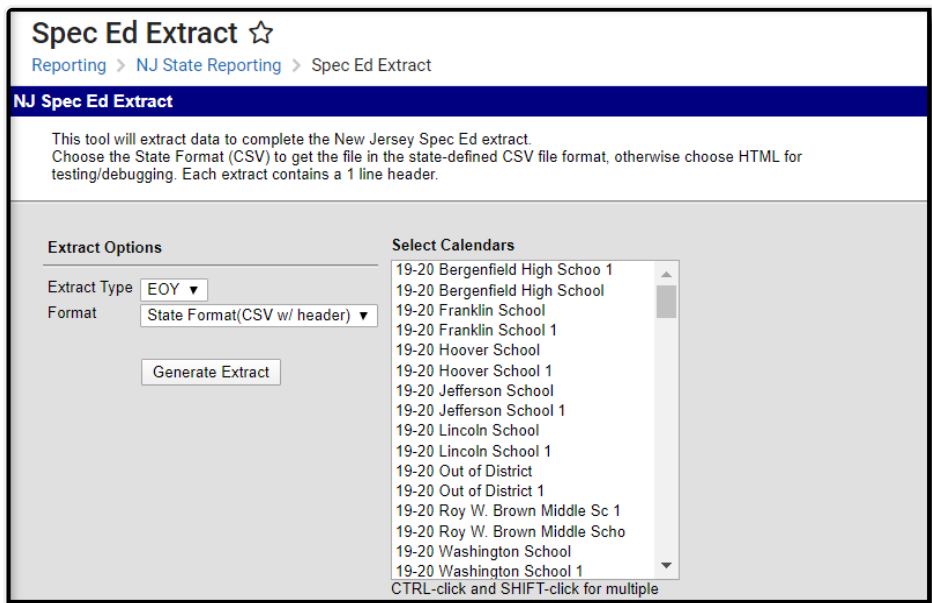 Spec Ed Extract
Reporting > NJ State Reporting > Spec Ed Extract
NJ Spec Ed Extract
This tool will extract data to complete the New Jersey Spec Ed extract.
Choose the State Format (CSV) to get the file in the state-defined CSV file format, otherwise choose HTML for
testing/debugging. Each extract contains a 1 line header.
Extract Options
Extract Type EOY
Format State Format(CSV w/ header)
Generate Extract
Select Calendars
19-20 Bergenfield High Schoo 1
19-20 Bergenfield High School
19-20 Franklin School
19-20 Franklin School 1
19-20 Hoover School
19-20 Hoover School 1
19-20 Jefferson School
19-20 Jefferson School 1
19-20 Lincoln School
19-20 Lincoln School 1
19-20 Out of District
19-20 Out of District 1
19-20 Roy W. Brown Middle Sc 1
19-20 Roy W. Brown Middle Scho
19-20 Washington School
19-20 Washington School 1
CTRL-click and SHIFT-click for multiple